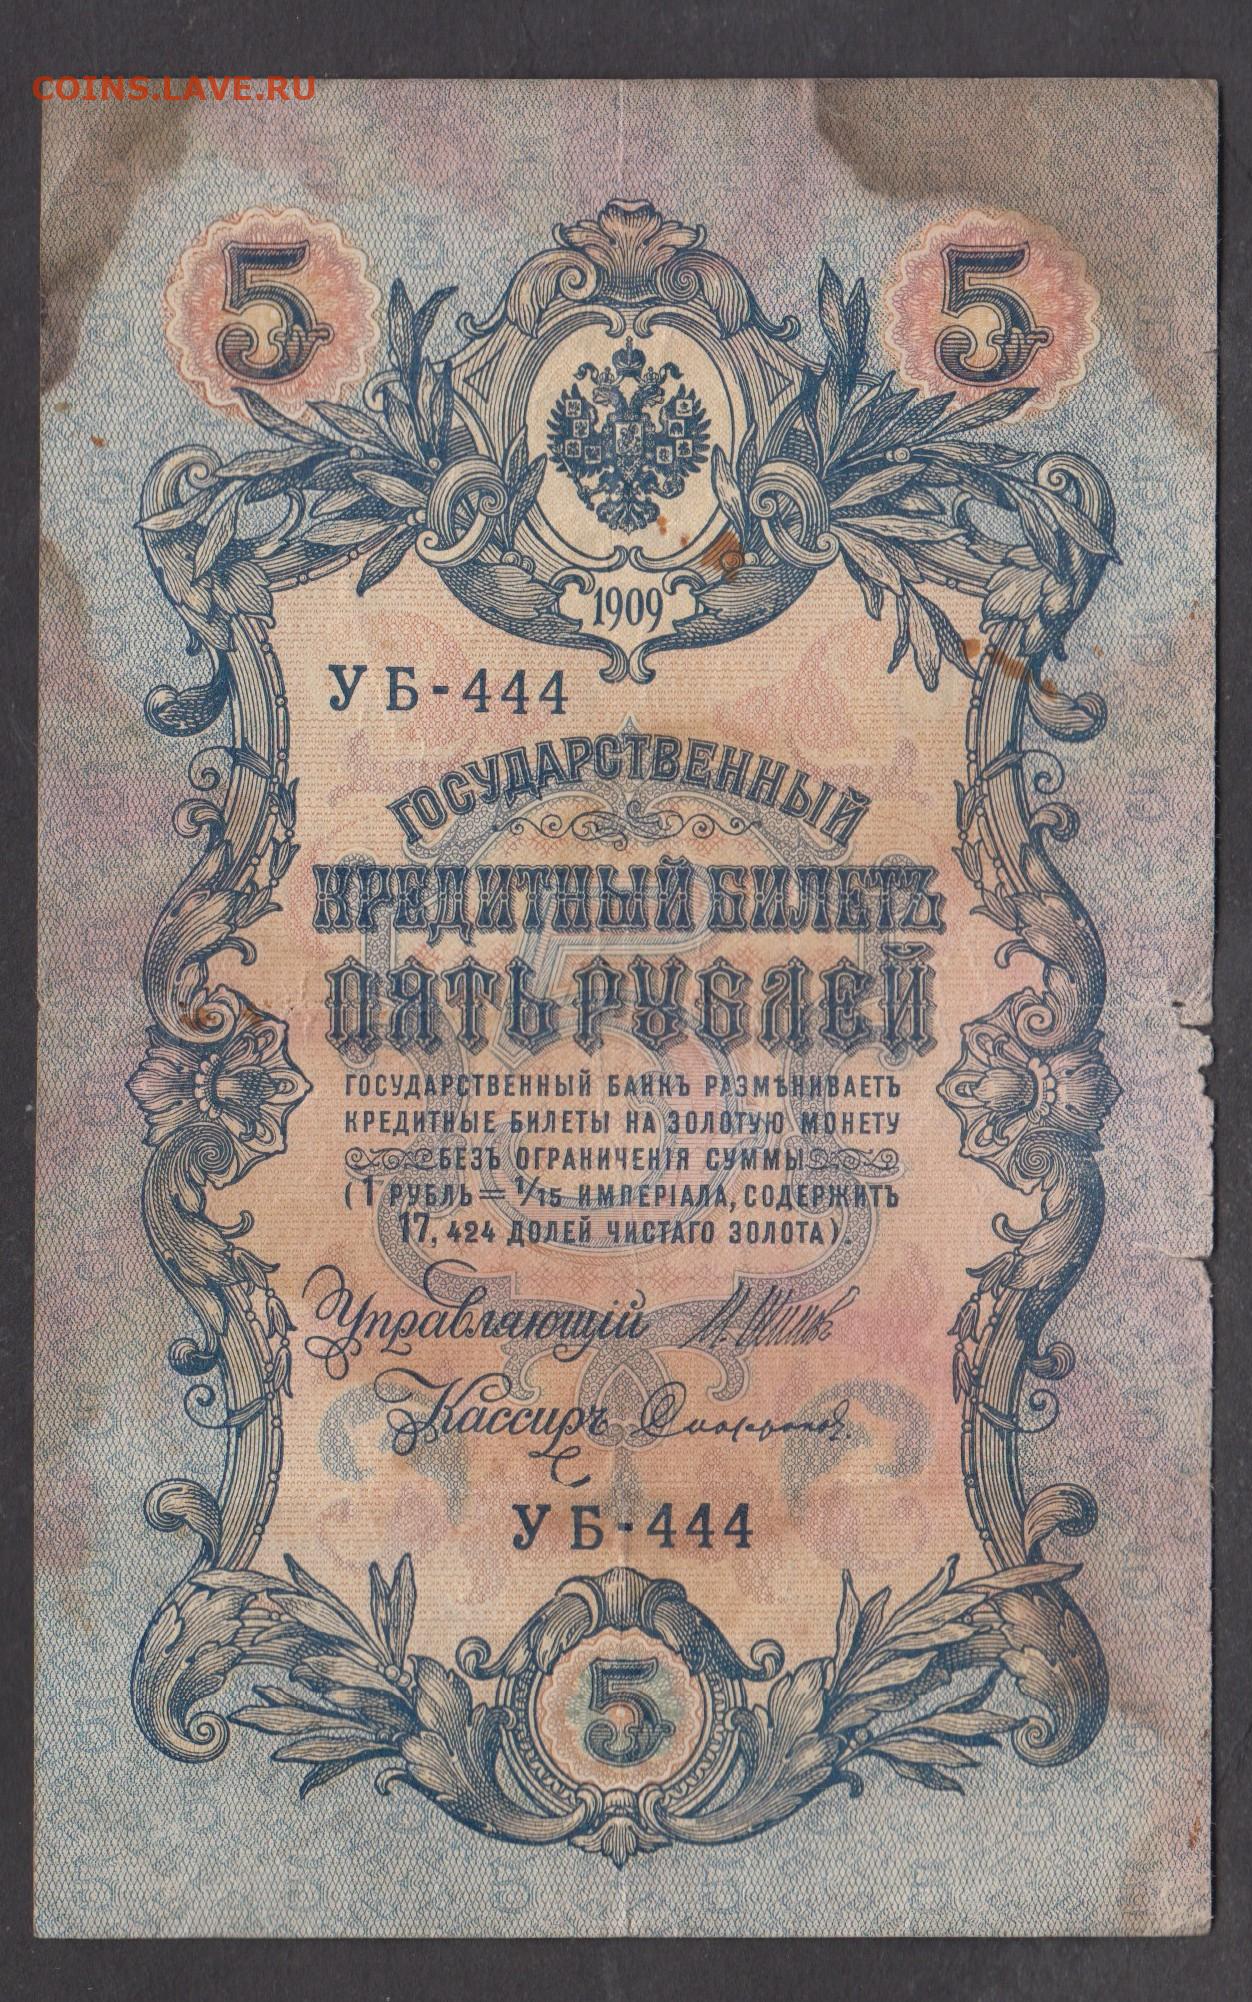 COINS.LAVE.RU
5 5
1909
УБ-444
ГОСУДАРСТВЕННЫЙ
КРЕДИТНЫЙ БИЛЕТЪ
ПЯТЬ РУБЛЕЙ
ГОСУДАРСТВЕННЫЙ БАНКЪ РАЗМѢНИВАЕТЪ
КРЕДИТНЫЕ БИЛЕТЫ НА ЗОЛОТУЮ МОНЕТУ
БЕЗЪ ОГРАНИЧЕНІЯ СУММЫ
(1 РУБЛЬ = 1/15 ИМПЕРІАЛА, СОДЕРЖИТЪ
17,424 ДОЛЕЙ ЧИСТАГО ЗОЛОТА).
Управляющій И. Шипов
Кассиръ
УБ-444
5